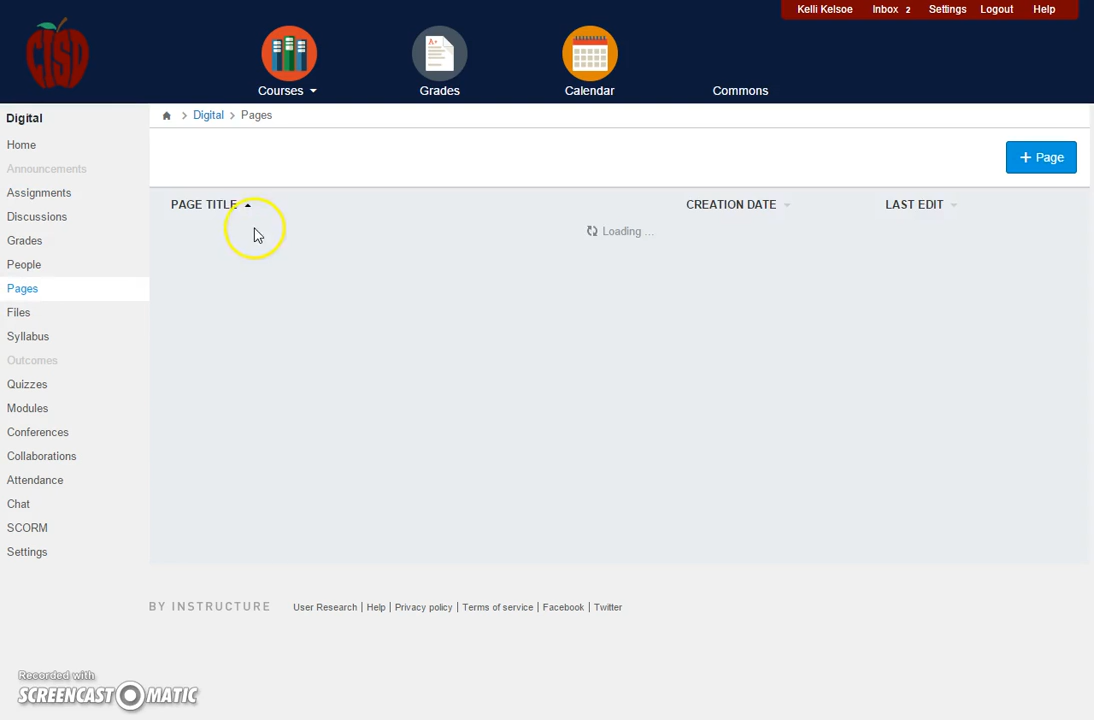 Kelli Kelsoe Inbox 2 Settings Logout Help
CISD
A+
Courses Grades Calendar Commons
Digital
Home
Announcements
Assignments
Discussions
Grades
People
Pages
Files
Syllabus
Outcomes
Quizzes
Modules
Conferences
Collaborations
Attendance
Chat
SCORM
Settings
Digital Pages
+ Page
PAGE TITLE CREATION DATE LAST EDIT
Loading ...
BY INSTRUCTURE User Research | Help | Privacy policy | Terms of service | Facebook | Twitter
Recorded with
SCREENCAST MATIC